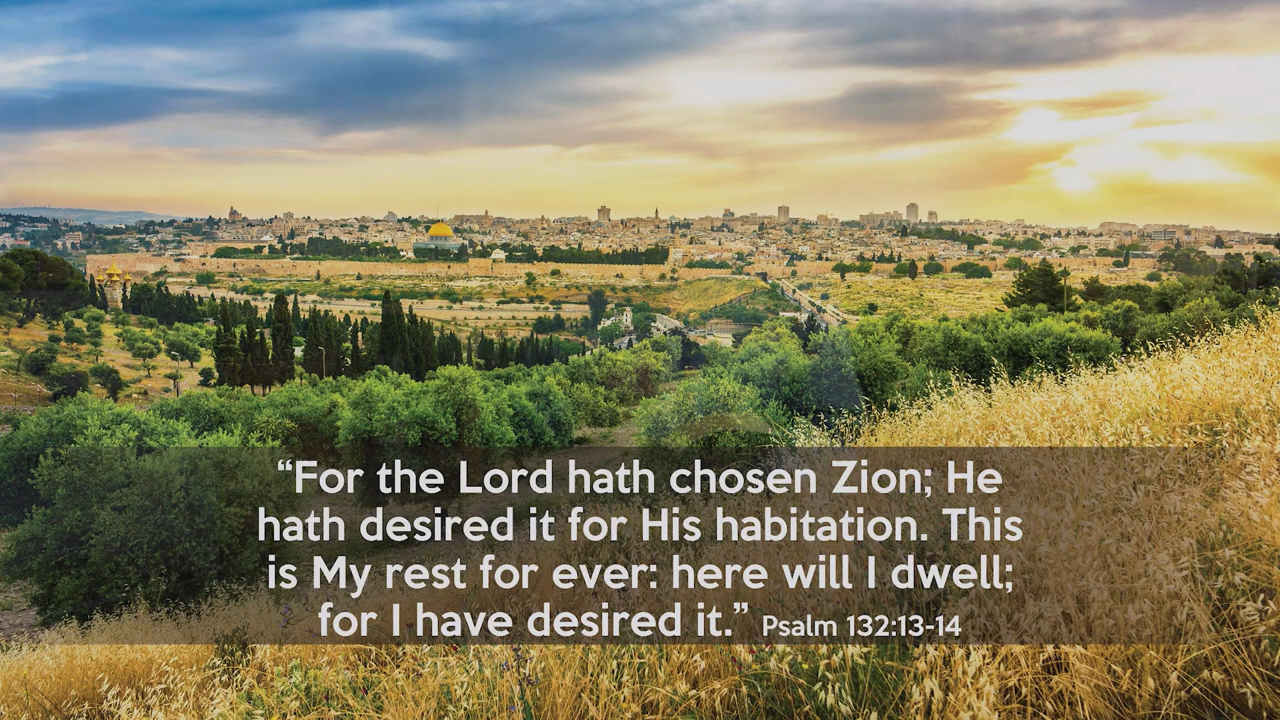 “For the Lord hath chosen Zion; He
hath desired it for His habitation. This
is My rest for ever: here will I dwell;
for I have desired it.” Psalm 132:13-14